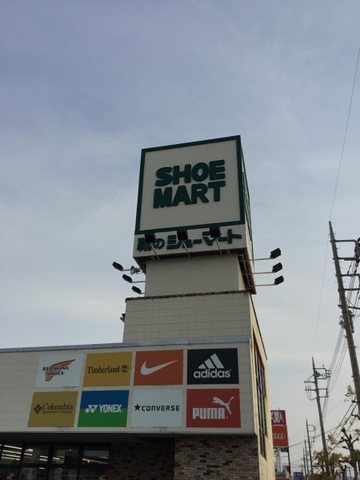 SHOE
MART
靴のシューマート
RED WING
SHOES
Timberland
adidas
Columbia
YONEX
CONVERSE
PUMA